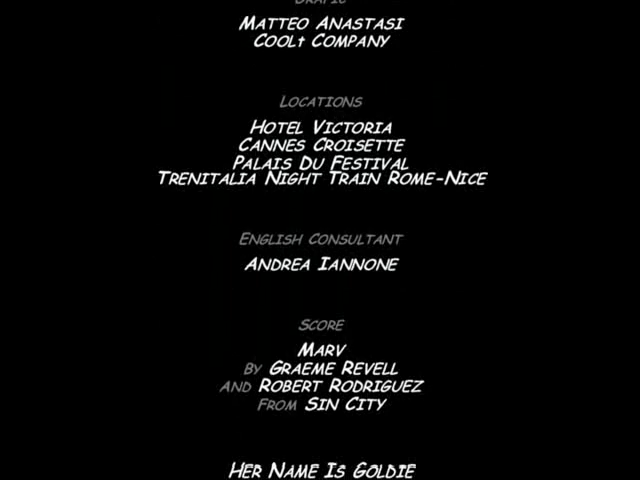 Matteo Anastasi
Coolt Company
Locations
Hotel Victoria
Cannes Croisette
Palais Du Festival
Trenitalia Night Train Rome-Nice
English Consultant
Andrea Iannone
Score
Marv
by Graeme Revell
and Robert Rodriguez
from Sin City
Her Name Is Goldie